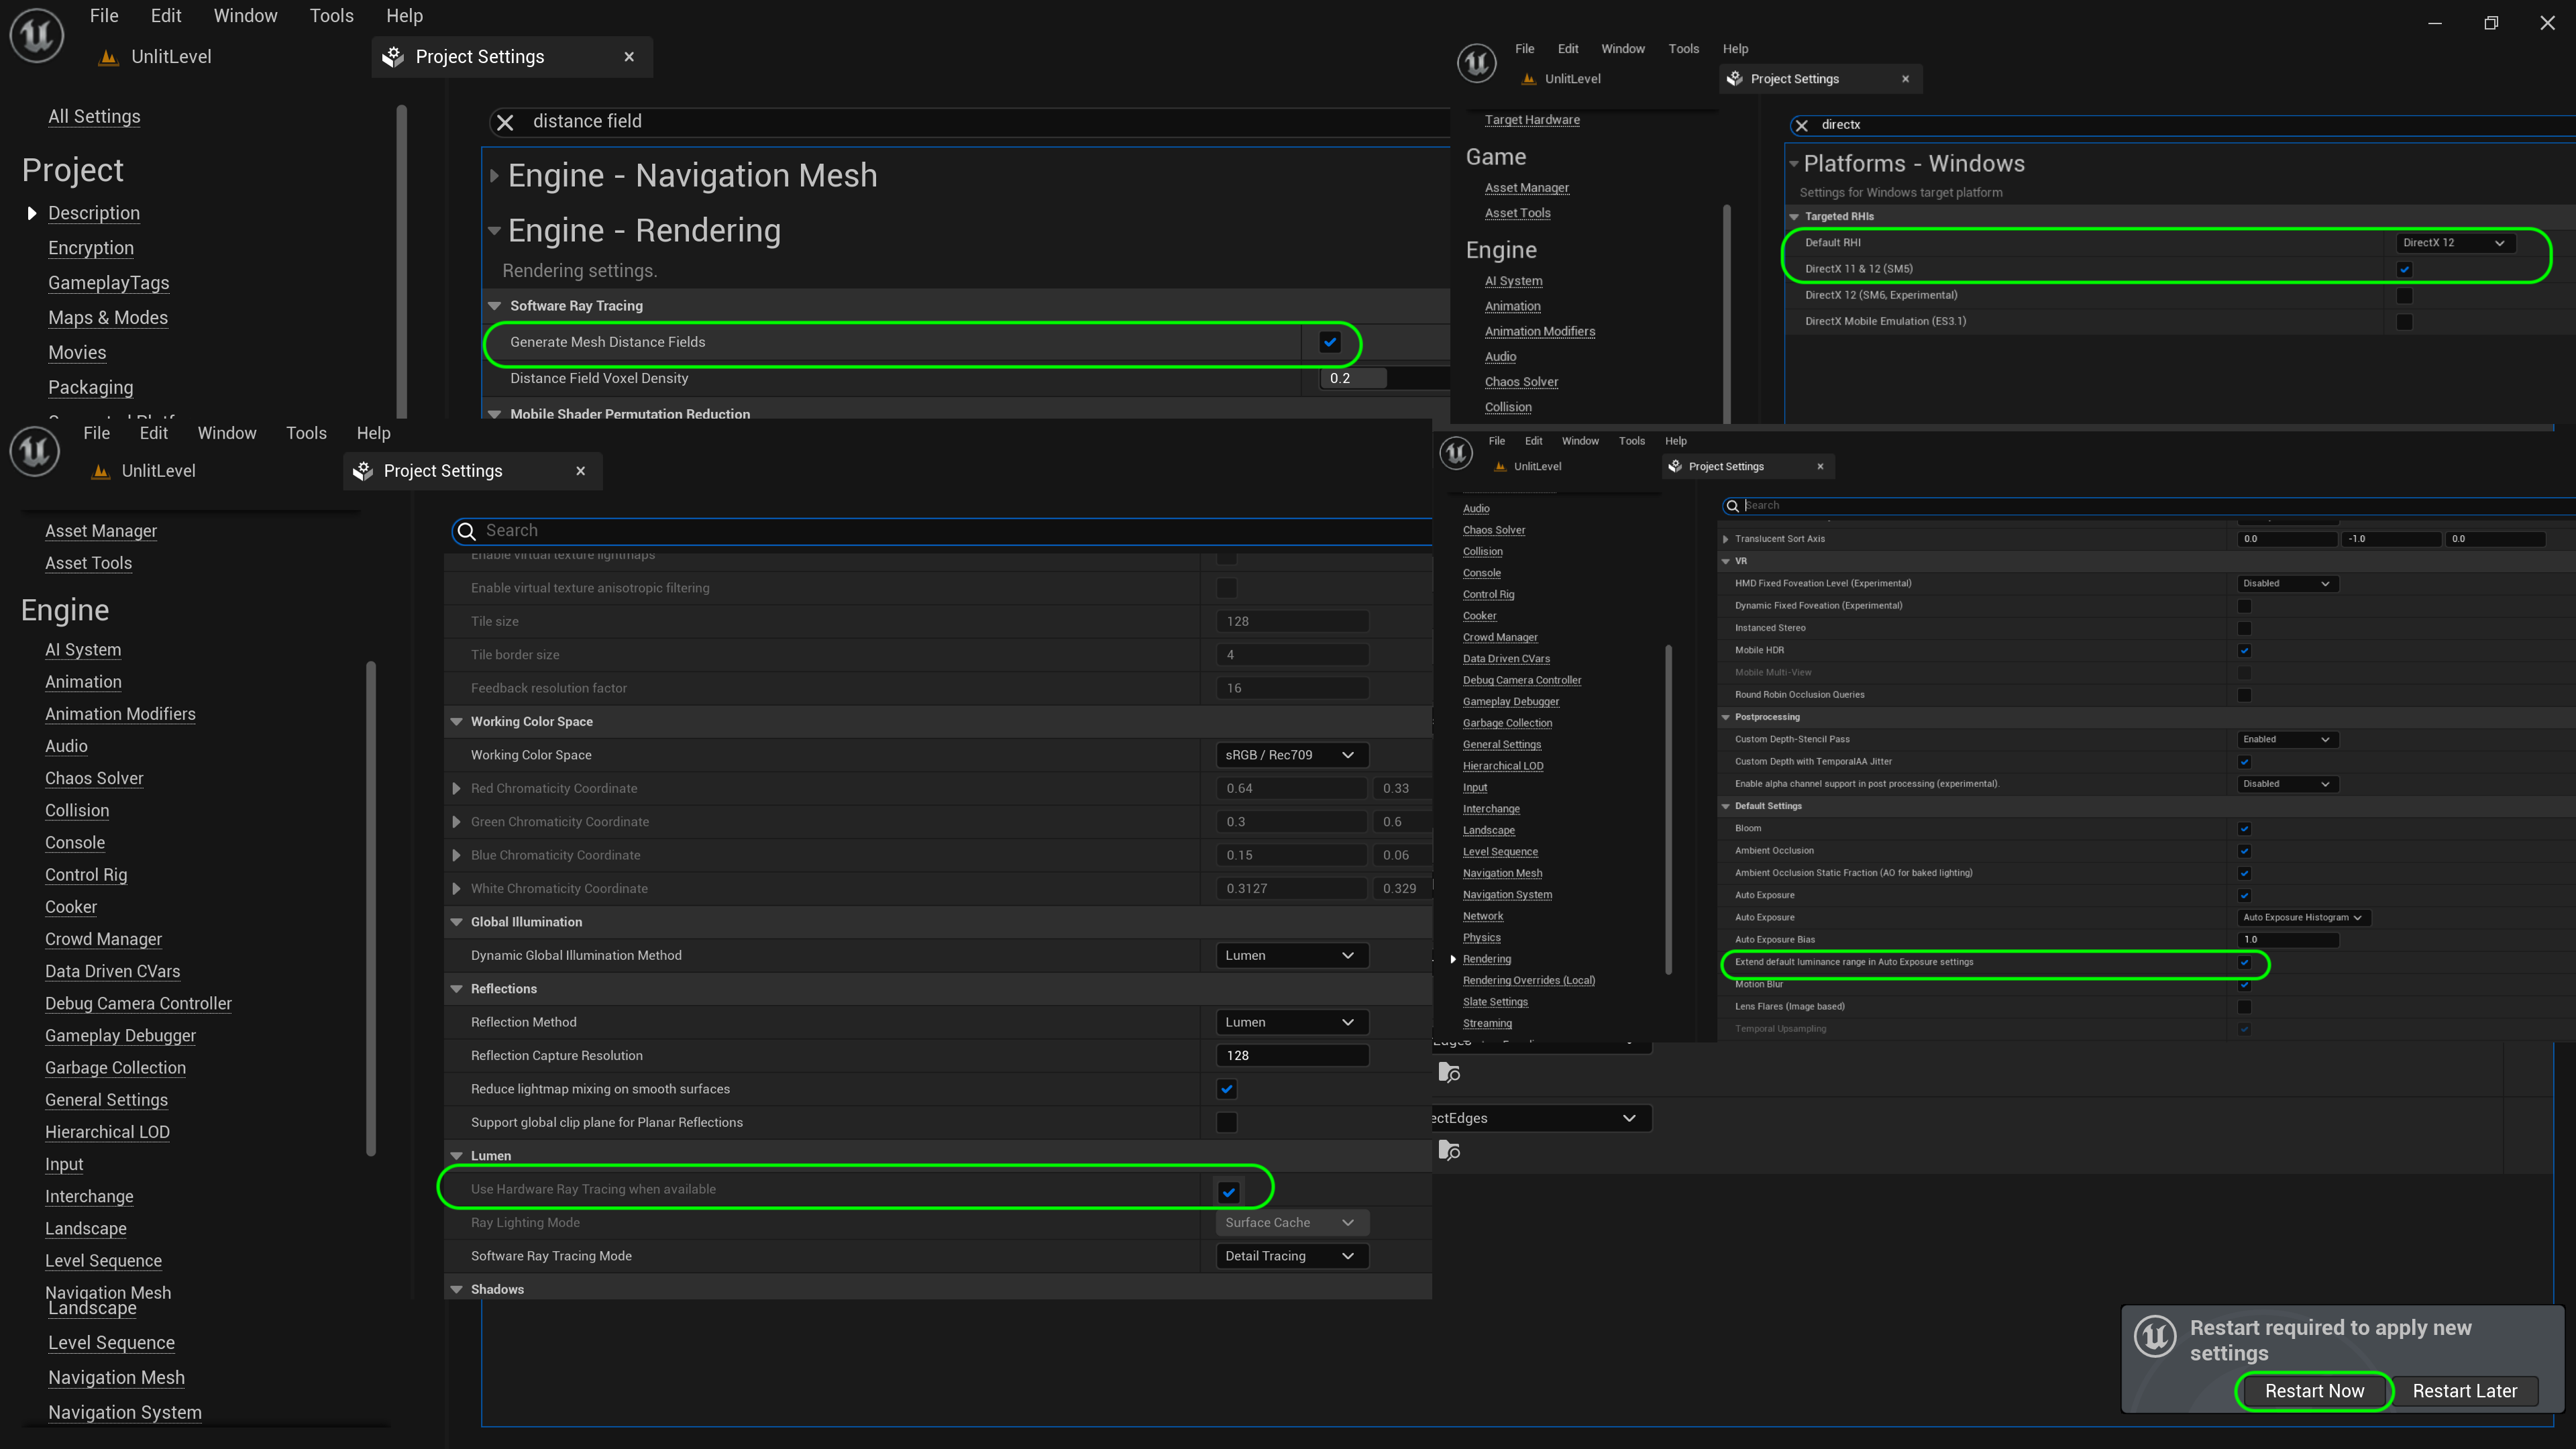 File Edit Window Tools Help
UnlitLevel
Project Settings
All Settings
Project
Description
Encryption
GameplayTags
Maps & Modes
Movies
Packaging
distance field
Engine - Navigation Mesh
Engine - Rendering
Rendering settings.
Software Ray Tracing
Generate Mesh Distance Fields
Distance Field Voxel Density 0.2
Mobile Shader Permutation Reduction
File Edit Window Tools Help
UnlitLevel
Project Settings
Target Hardware
Game
Asset Manager
Asset Tools
Engine
AI System
Animation
Animation Modifiers
Audio
Chaos Solver
Collision
directx
Platforms - Windows
Settings for Windows target platform
Targeted RHIs
Default RHI DirectX 12
DirectX 11 & 12 (SM5)
DirectX 12 (SM6, Experimental)
DirectX Mobile Emulation (ES3.1)
File Edit Window Tools Help
UnlitLevel
Project Settings
Asset Manager
Asset Tools
Engine
AI System
Animation
Animation Modifiers
Audio
Chaos Solver
Collision
Console
Control Rig
Cooker
Crowd Manager
Data Driven CVars
Debug Camera Controller
Gameplay Debugger
Garbage Collection
General Settings
Hierarchical LOD
Input
Interchange
Landscape
Level Sequence
Navigation Mesh
Landscape
Level Sequence
Navigation Mesh
Navigation System
Search
Enable virtual texture lightmaps
Enable virtual texture anisotropic filtering
Tile size 128
Tile border size 4
Feedback resolution factor 16
Working Color Space
Working Color Space sRGB / Rec709
Red Chromaticity Coordinate 0.64 0.33
Green Chromaticity Coordinate 0.3 0.6
Blue Chromaticity Coordinate 0.15 0.06
White Chromaticity Coordinate 0.3127 0.329
Global Illumination
Dynamic Global Illumination Method Lumen
Reflections
Reflection Method Lumen
Reflection Capture Resolution 128
Reduce lightmap mixing on smooth surfaces
Support global clip plane for Planar Reflections
Lumen
Use Hardware Ray Tracing when available
Ray Lighting Mode Surface Cache
Software Ray Tracing Mode Detail Tracing
Shadows
File Edit Window Tools Help
UnlitLevel
Project Settings
Audio
Chaos Solver
Collision
Console
Control Rig
Cooker
Crowd Manager
Data Driven CVars
Debug Camera Controller
Gameplay Debugger
Garbage Collection
General Settings
Hierarchical LOD
Input
Interchange
Landscape
Level Sequence
Navigation Mesh
Navigation System
Network
Physics
Rendering
Rendering Overrides (Local)
Slate Settings
Streaming
Search
Translucent Sort Axis 0.0 -1.0 0.0
VR
HMD Fixed Foveation Level (Experimental) Disabled
Dynamic Fixed Foveation (Experimental)
Instanced Stereo
Mobile HDR
Mobile Multi-View
Round Robin Occlusion Queries
Postprocessing
Custom Depth-Stencil Pass Enabled
Custom Depth with TemporalAA Jitter
Enable alpha channel support in post processing (experimental). Disabled
Default Settings
Bloom
Ambient Occlusion
Ambient Occlusion Static Fraction (AO for baked lighting)
Auto Exposure
Auto Exposure Auto Exposure Histogram
Auto Exposure Bias 1.0
Extend default luminance range in Auto Exposure settings
Motion Blur
Lens Flares (Image based)
Temporal Upsampling
ectEdges
Restart required to apply new
settings
Restart Now Restart Later